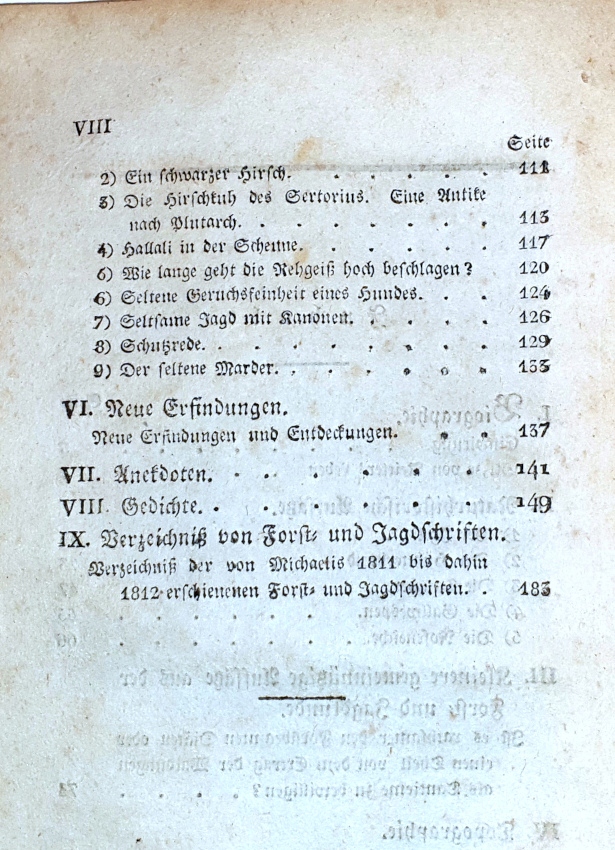 VIII
Seite
2) Ein schwarzer Hirsch. . . . . . 111
3) Die Hirschkuh des Sertorius. Eine Antike
nach Plutarch. . . . . . . . 113
4) Hallali in der Scheune. . . . . . 117
6) Wie lange geht die Rehgeiß hoch beschlagen? 120
6) Seltene Geruchsfeinheit eines Hundes. . . 124
7) Seltsame Jagd mit Kanonen. . . . . 126
8) Schutzrede. . . . . . . . 129
9) Der seltene Marder. . . . . . . 133
VI. Neue Erfindungen.
Neue Erfindungen und Entdeckungen. . . 137
VII. Anekdoten. . . . . . . . 141
VIII. Gedichte. . . . . . . . 149
IX. Verzeichniß von Forst- und Jagdschriften.
Verzeichniß der von Michaelis 1811 bis dahin
1812 erschienenen Forst- und Jagdschriften. . 183